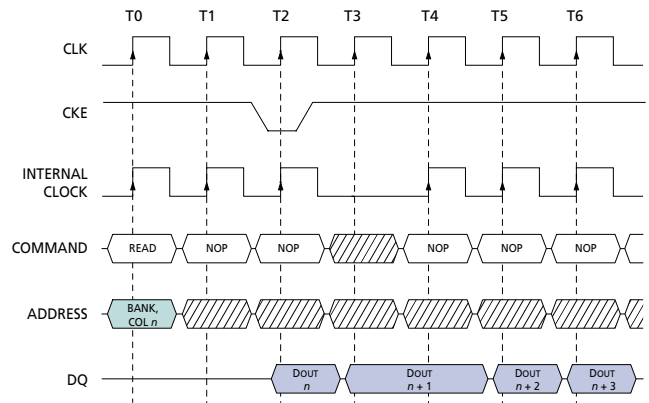 T0 T1 T2 T3 T4 T5 T6
CLK
CKE
INTERNAL
CLOCK
COMMAND READ NOP NOP NOP NOP NOP
ADDRESS BANK,
COL n
DQ DOUT DOUT DOUT DOUT
n n + 1 n + 2 n + 3